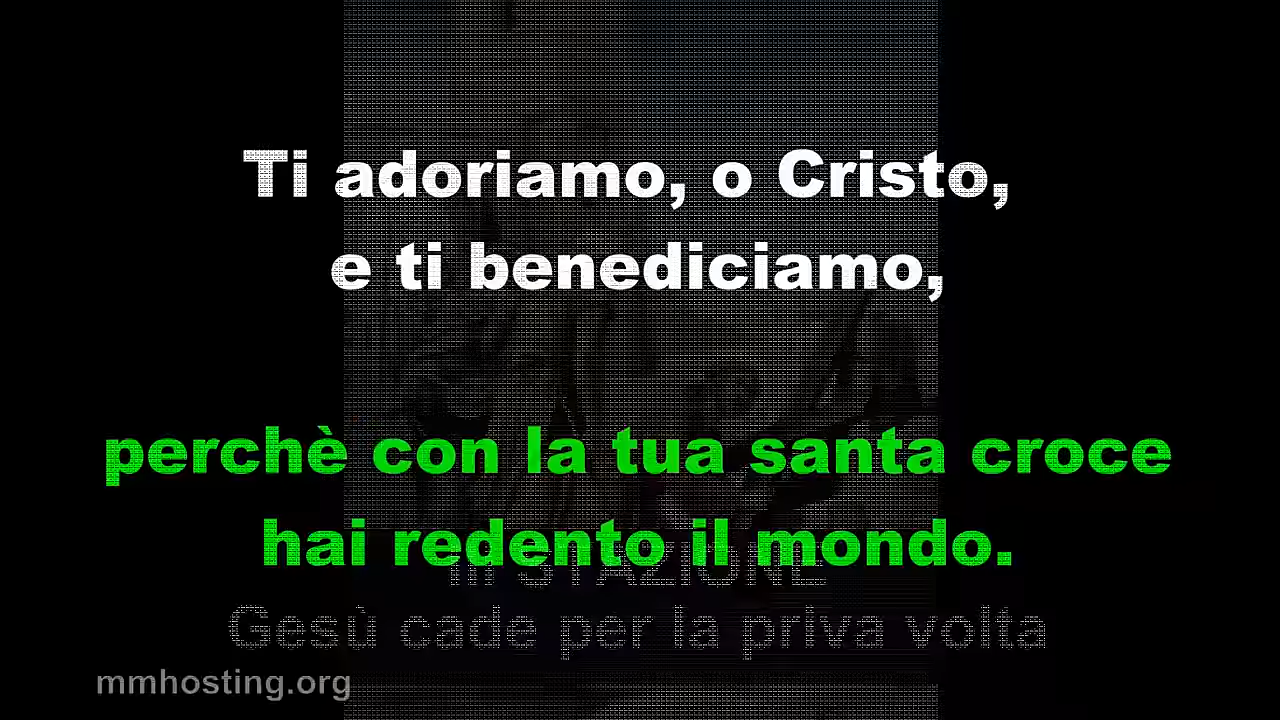 Ti adoriamo, o Cristo,
e ti benediciamo,
perchè con la tua santa croce
hai redento il mondo.
III STAZIONE
Gesù cade per la priva volta
mmhosting.org